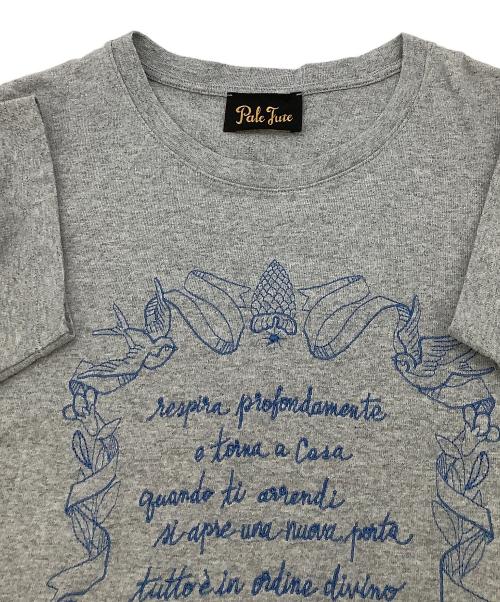 Pale Jute
respira profondamente
e torna a Casa
quando ti arrendi
si apre una nuova porta
tutto è in ordine divino